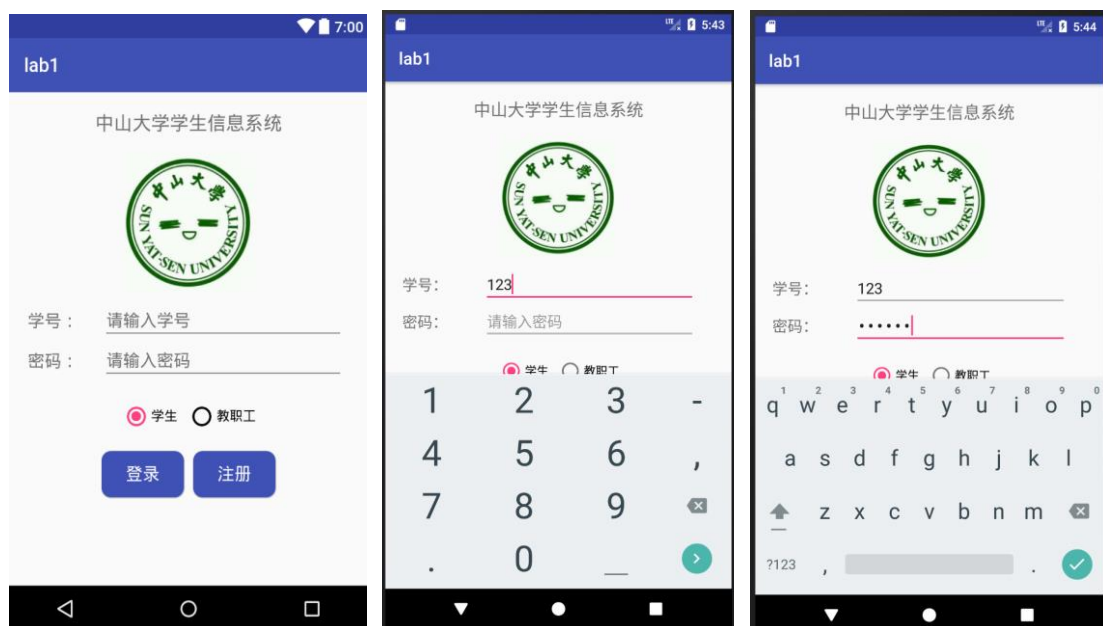 7:00
lab1
中山大学学生信息系统
中山大学
SUN YAT-SEN UNIVERSITY
学号： 请输入学号
密码： 请输入密码
学生 教职工
登录 注册
LTE 5:43
lab1
中山大学学生信息系统
中山大学
SUN YAT-SEN UNIVERSITY
学号： 123
密码： 请输入密码
学生 教职工
1 2 3 -
4 5 6 ,
7 8 9
. 0 _
LTE 5:44
lab1
中山大学学生信息系统
中山大学
SUN YAT-SEN UNIVERSITY
学号： 123
密码： ••••••
学生 教职工
1 2 3 4 5 6 7 8 9 0
q w e r t y u i o p
a s d f g h j k l
z x c v b n m
?123 , .